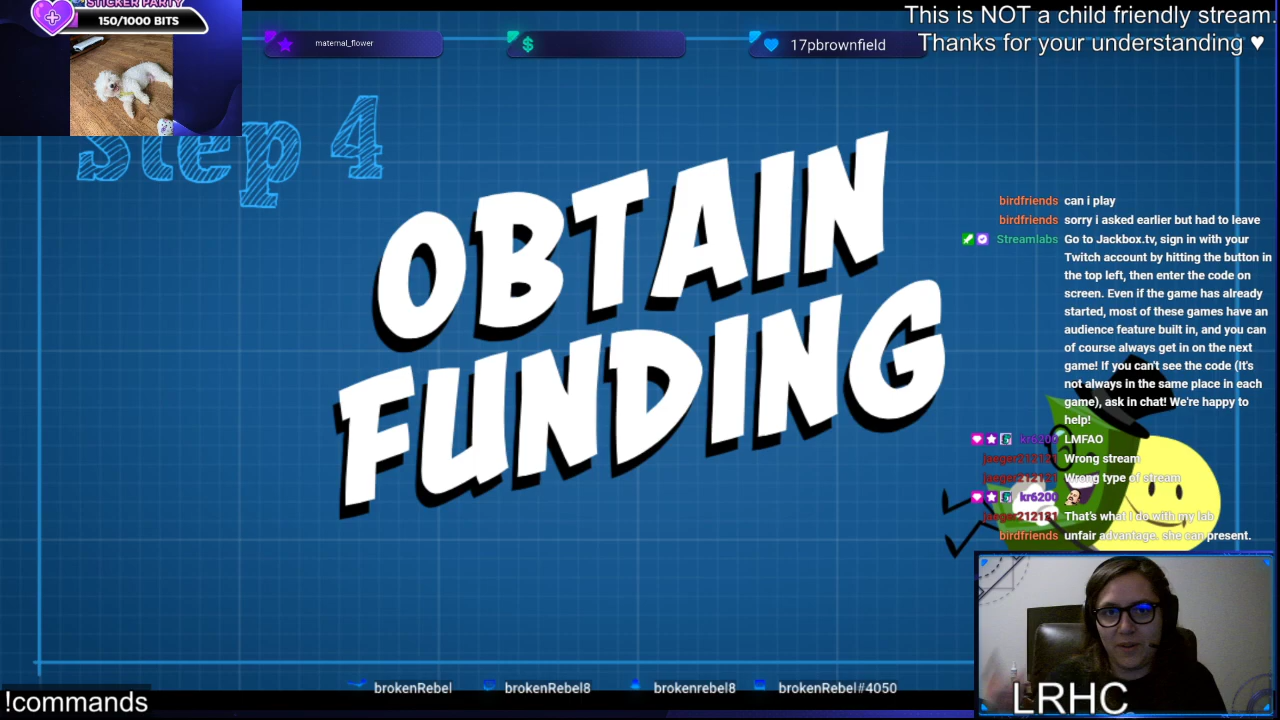 STICKER PARTY
150/1000 BITS
maternal_flower
$
17pbrownfield
This is NOT a child friendly stream.
Thanks for your understanding ♥
Step 4
OBTAIN
FUNDING
birdfriends can i play
birdfriends sorry i asked earlier but had to leave
Streamlabs Go to Jackbox.tv, sign in with your
Twitch account by hitting the button in
the top left, then enter the code on
screen. Even if the game has already
started, most of these games have an
audience feature built in, and you can
of course always get in on the next
game! If you can't see the code (It's
not always in the same place in each
game), ask in chat! We're happy to
help!
kr6200 LMFAO
jaeger212121 Wrong stream
jaeger212121 Wrong type of stream
kr6200
jaeger212121 That's what I do with my lab
birdfriends unfair advantage. she can present.
LRHC
brokenRebel
brokenRebel8
brokenrebel8
brokenRebel#4050
!commands